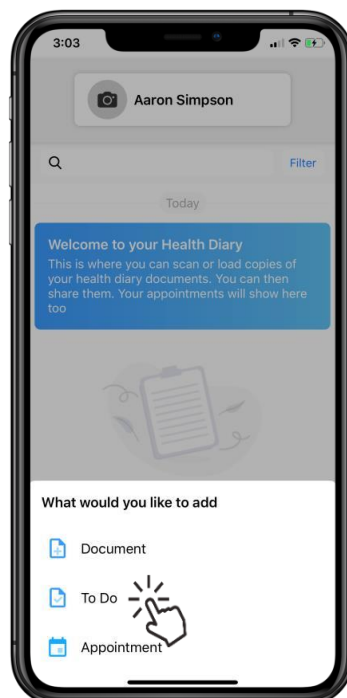 3:03
Aaron Simpson
Filter
Today
Welcome to your Health Diary
This is where you can scan or load copies of
your health diary documents. You can then
share them. Your appointments will show here
too
What would you like to add
Document
To Do
Appointment